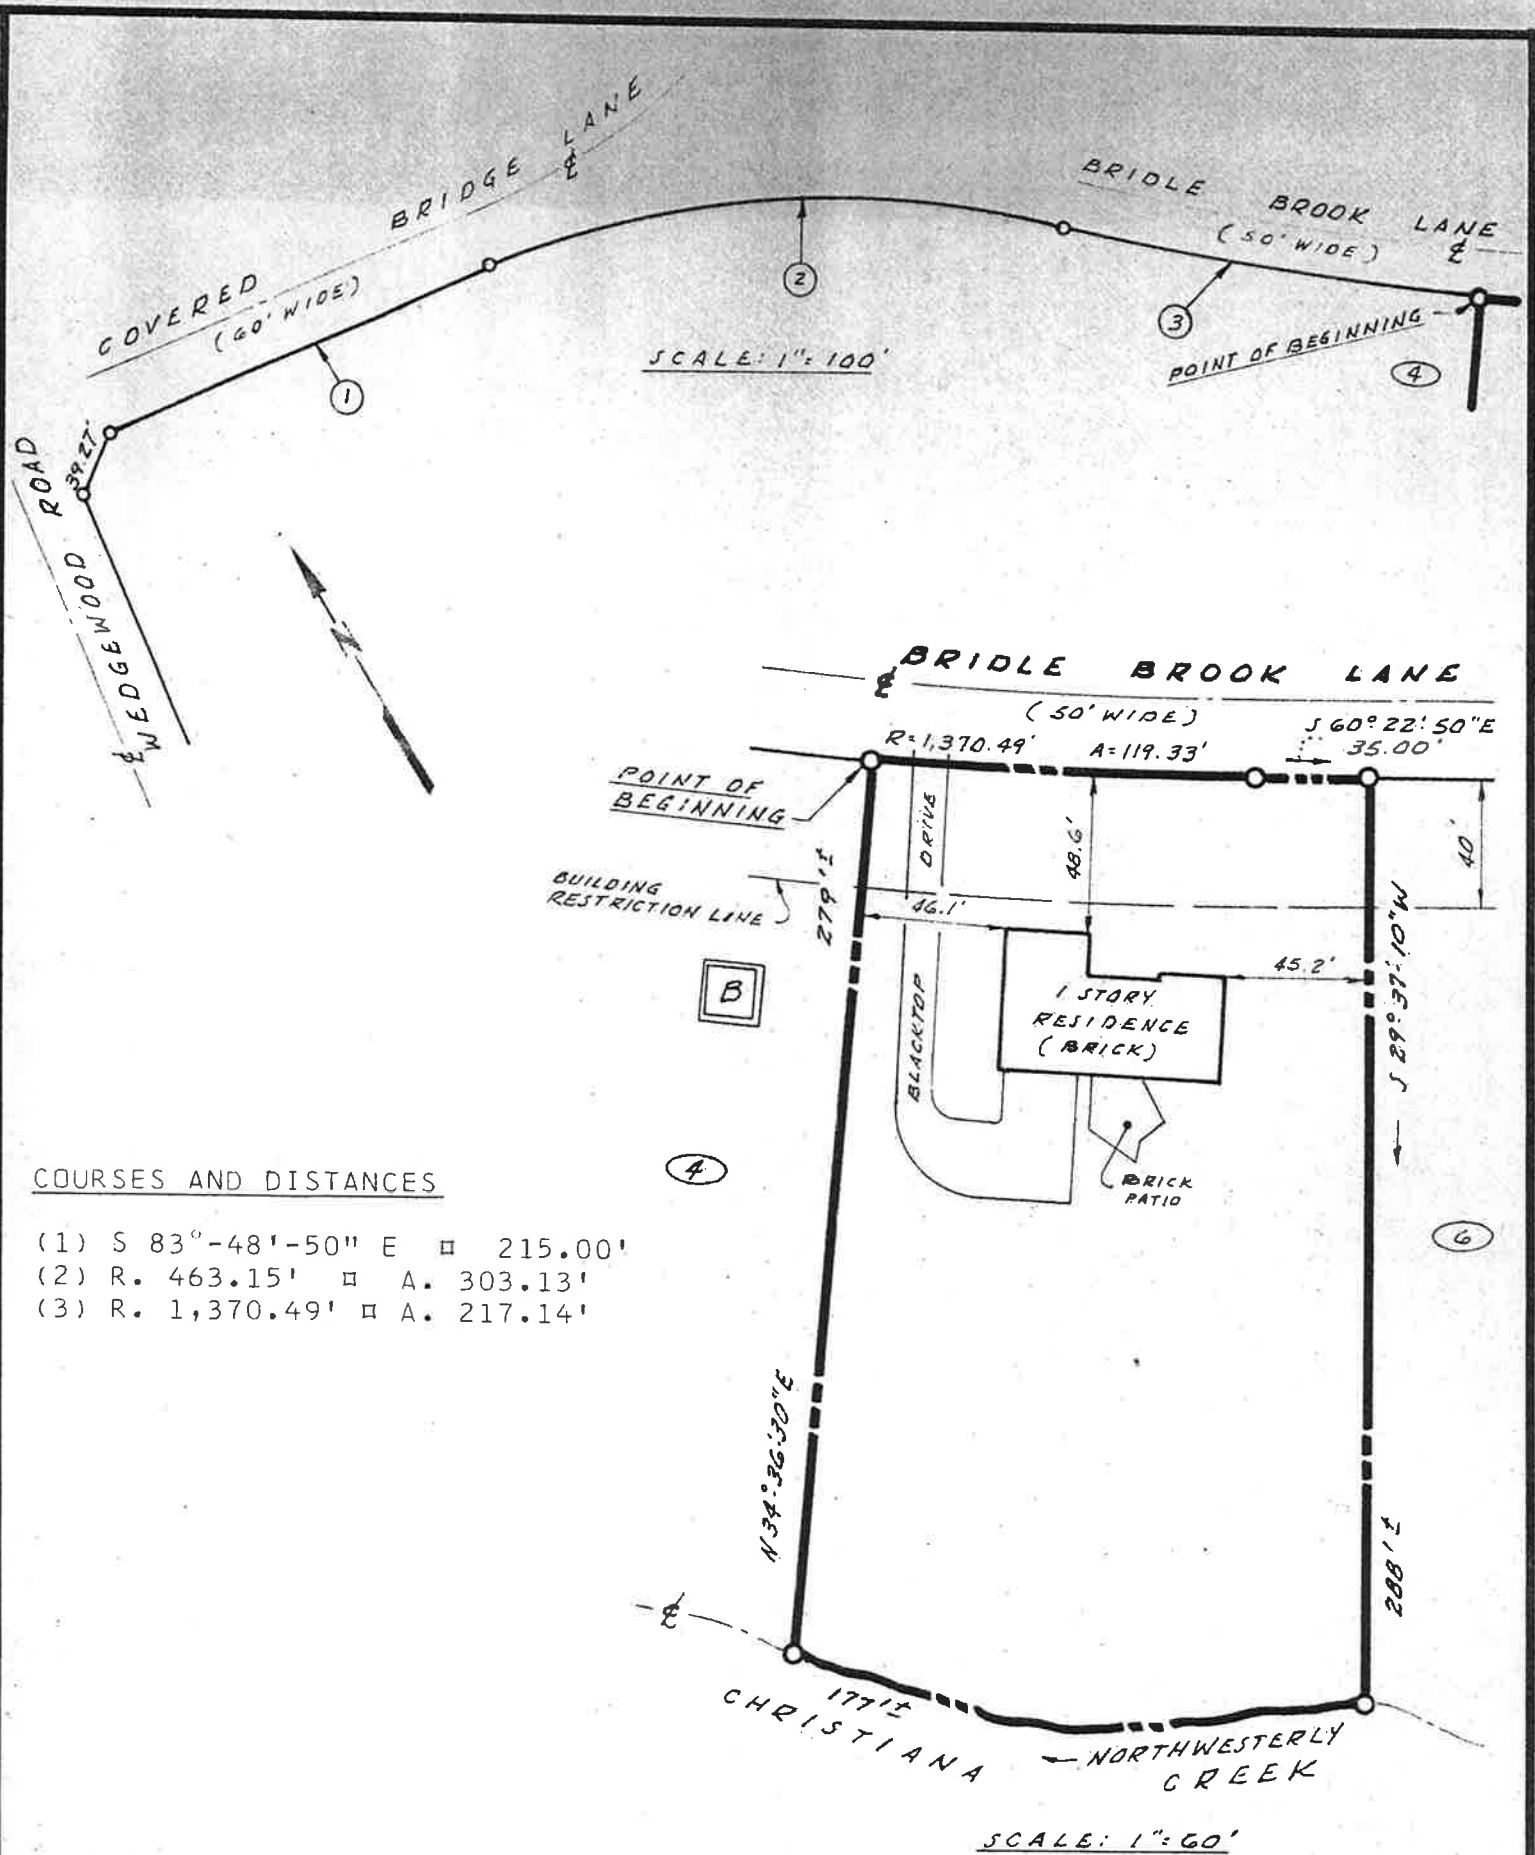 COVERED BRIDGE LANE
℄
(60' WIDE)
BRIDLE BROOK LANE
℄
(50' WIDE)
1
2
3
SCALE: 1"= 100'
POINT OF BEGINNING
4
39.27'
WEDGEWOOD ROAD
℄
N
BRIDLE BROOK LANE
℄
(50' WIDE)
S 60°-22'-50"E
35.00'
R=1,370.49' A=119.33'
POINT OF
BEGINNING
DRIVE
48.6'
40'
279'±
BUILDING
RESTRICTION LINE
46.1'
45.2'
B
1 STORY
RESIDENCE
(BRICK)
BLACKTOP
S 29°-37'-10"W
BRICK
PATIO
4
6
COURSES AND DISTANCES
(1) S 83°-48'-50" E ¤ 215.00'
(2) R. 463.15' ¤ A. 303.13'
(3) R. 1,370.49' ¤ A. 217.14'
N34°-36'-30"E
288'±
℄
177'±
CHRISTIANA CREEK
NORTHWESTERLY
SCALE: 1"=60'